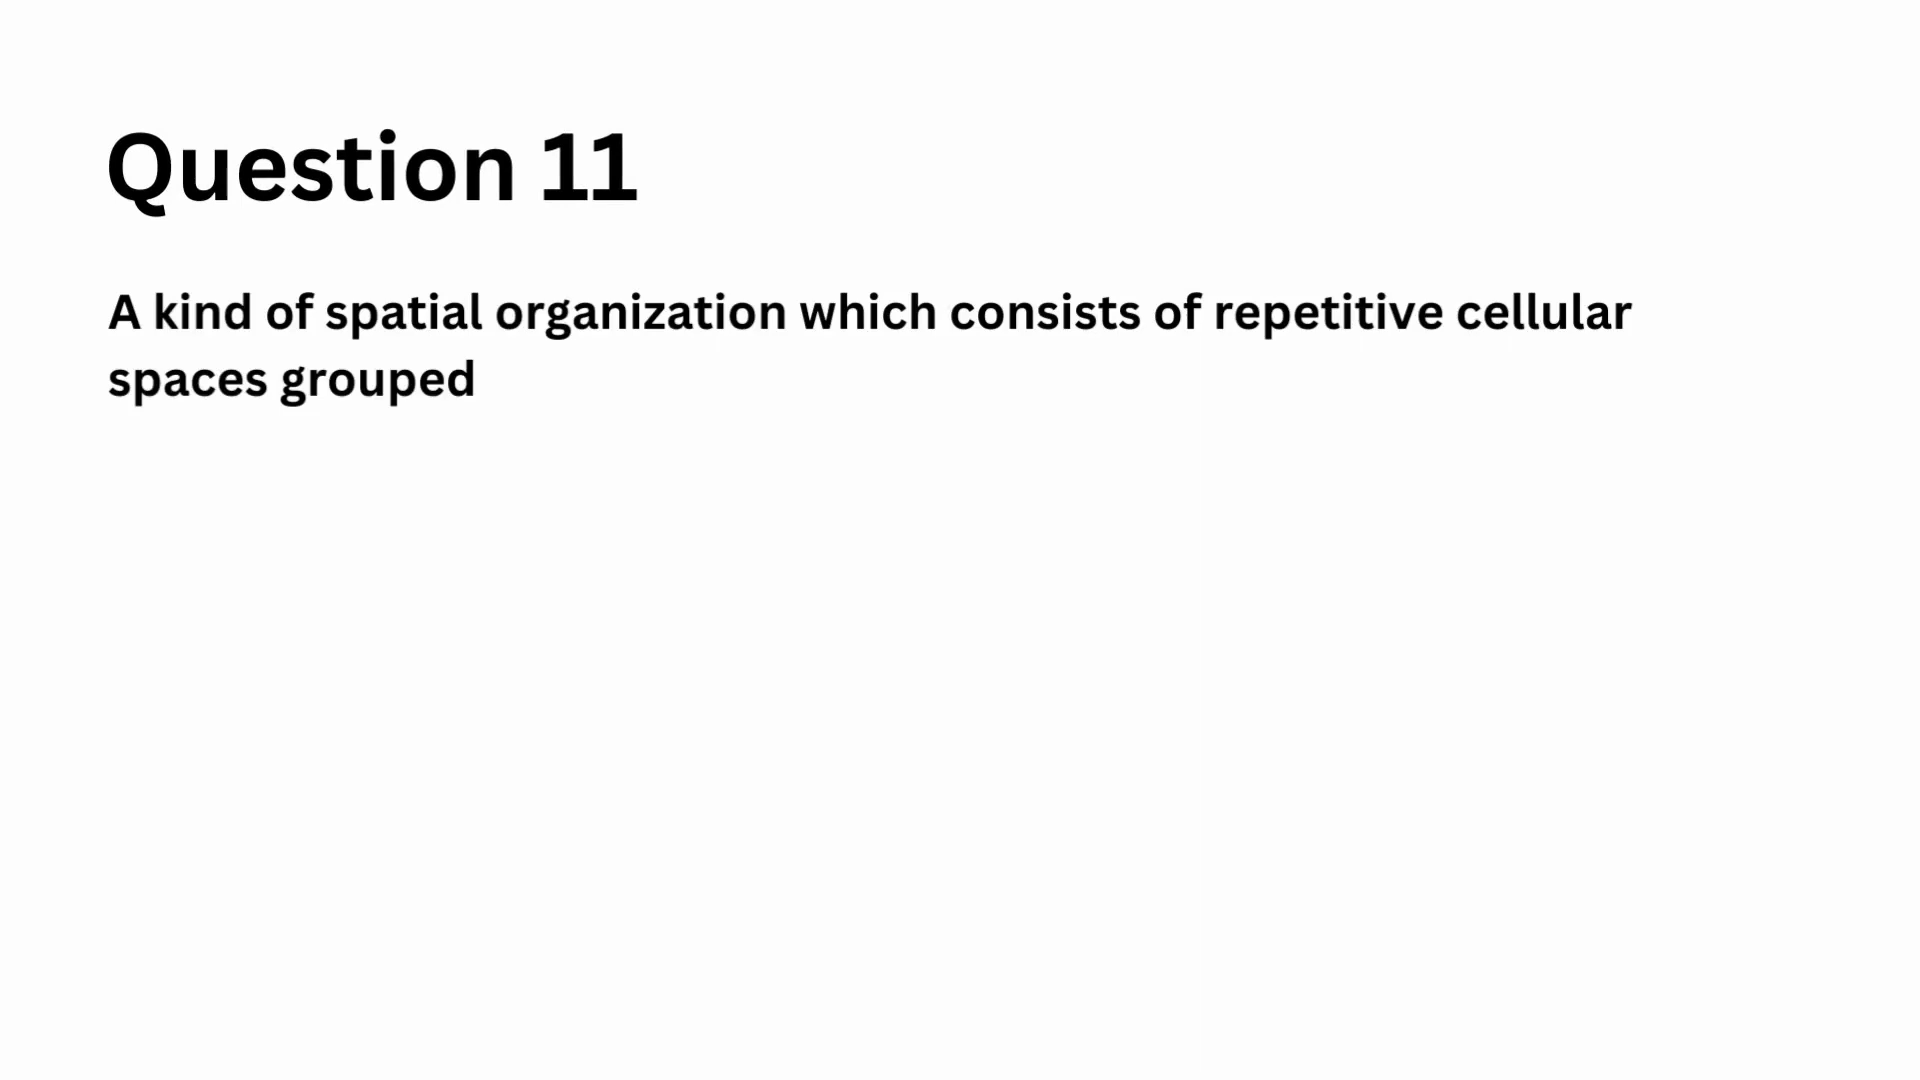 Question 11
A kind of spatial organization which consists of repetitive cellular
spaces grouped